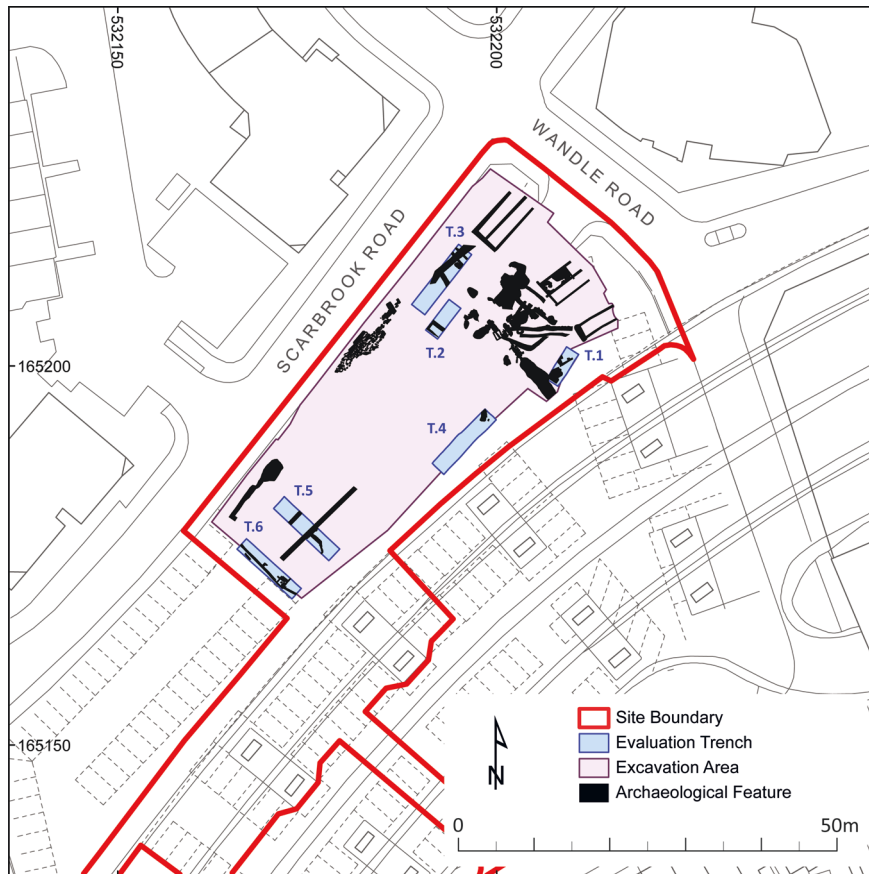 532150
532200
WANDLE ROAD
SCARBROOK ROAD
T.3
T.2
T.1
165200
T.4
T.5
T.6
165150
Site Boundary
Evaluation Trench
Excavation Area
Archaeological Feature
N
0
50m